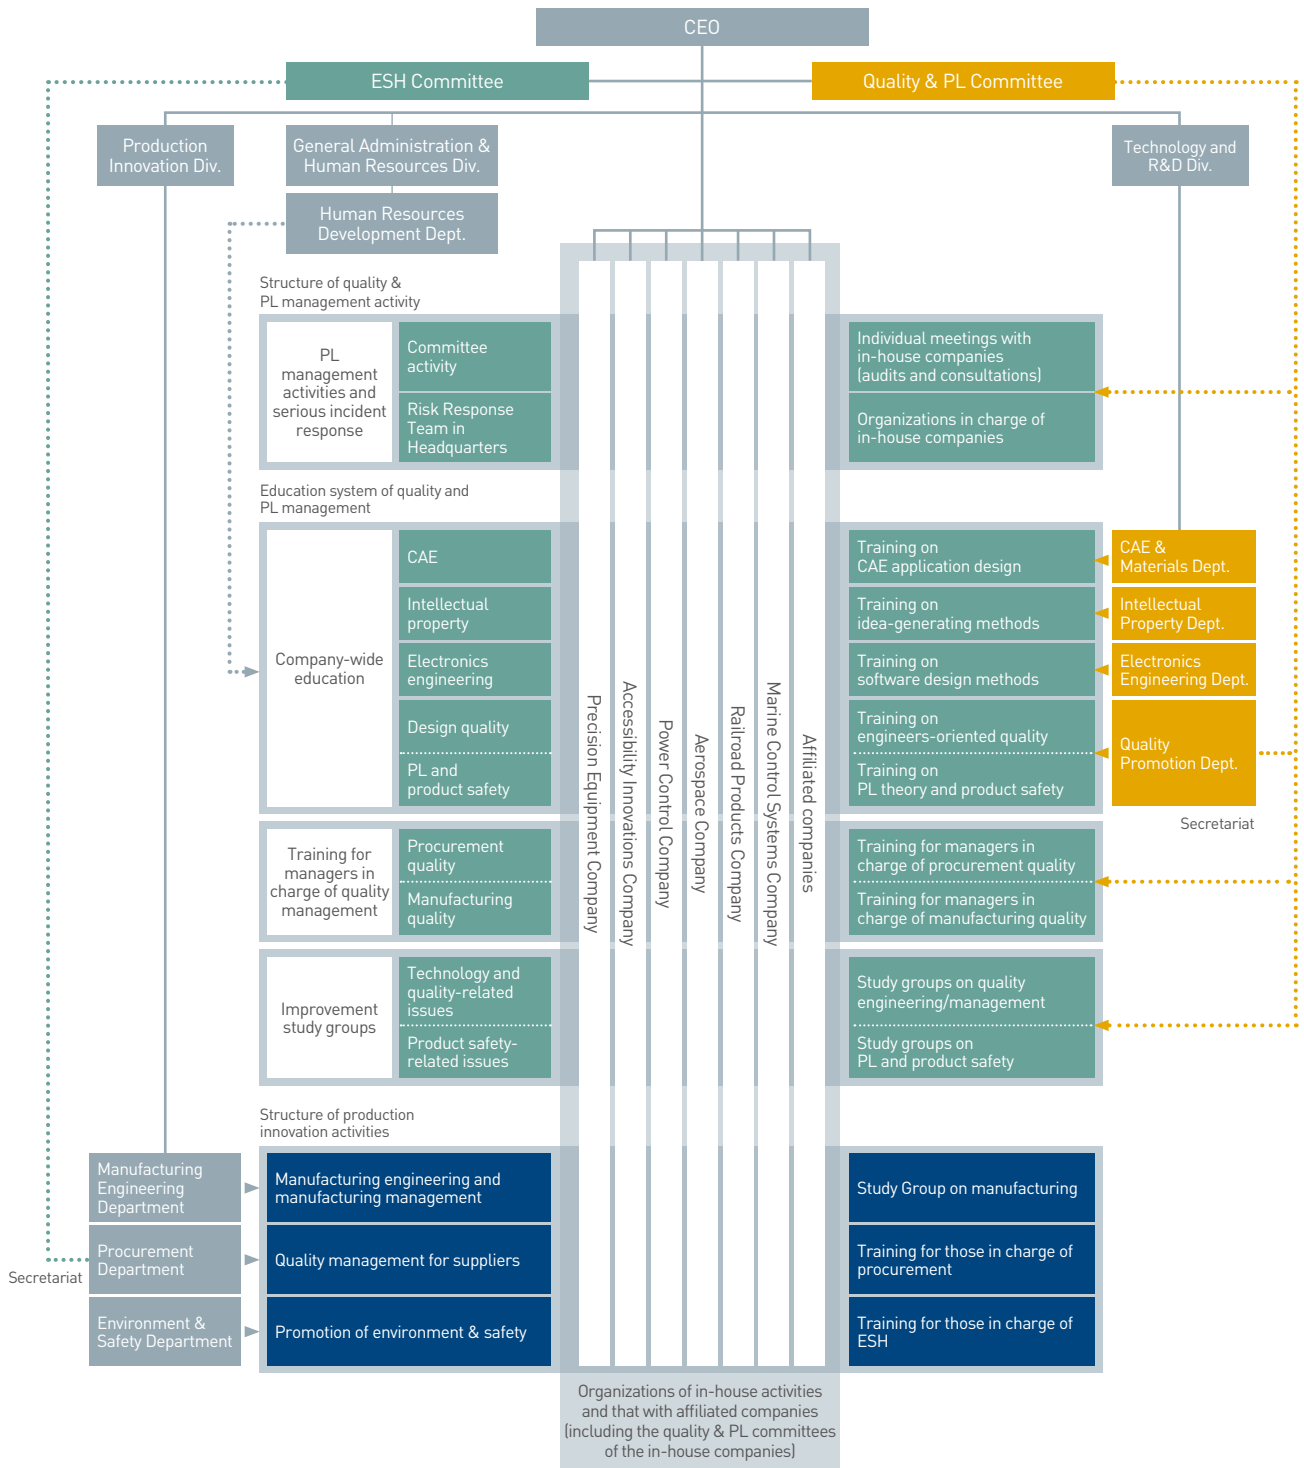 CEO
ESH Committee
Quality & PL Committee
Production
Innovation Div.
General Administration &
Human Resources Div.
Technology and
R&D Div.
Human Resources
Development Dept.
Structure of quality &
PL management activity
PL
management
activities and
serious incident
response
Committee
activity
Risk Response
Team in
Headquarters
Individual meetings with
in-house companies
(audits and consultations)
Organizations in charge of
in-house companies
Education system of quality and
PL management
Company-wide
education
CAE
Intellectual
property
Electronics
engineering
Design quality
PL and
product safety
Training on
CAE application design
Training on
idea-generating methods
Training on
software design methods
Training on
engineers-oriented quality
Training on
PL theory and product safety
CAE &
Materials Dept.
Intellectual
Property Dept.
Electronics
Engineering Dept.
Quality
Promotion Dept.
Secretariat
Precision Equipment Company
Accessibility Innovations Company
Power Control Company
Aerospace Company
Railroad Products Company
Marine Control Systems Company
Affiliated companies
Training for
managers in
charge of quality
management
Procurement
quality
Manufacturing
quality
Training for managers in
charge of procurement quality
Training for managers in
charge of manufacturing quality
Improvement
study groups
Technology and
quality-related
issues
Product safety-
related issues
Study groups on quality
engineering/management
Study groups on
PL and product safety
Structure of production
innovation activities
Manufacturing
Engineering
Department
Manufacturing engineering and
manufacturing management
Study Group on manufacturing
Procurement
Department
Secretariat
Quality management for suppliers
Training for those in charge of
procurement
Environment &
Safety Department
Promotion of environment & safety
Training for those in charge of
ESH
Organizations of in-house activities
and that with affiliated companies
(including the quality & PL committees
of the in-house companies)